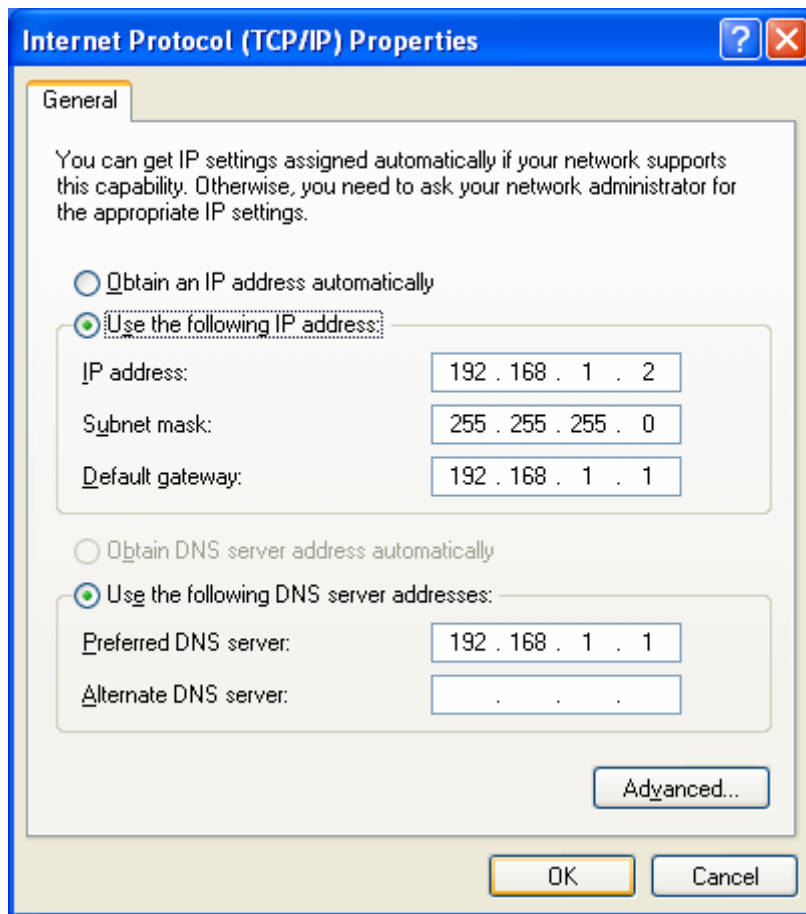 Internet Protocol (TCP/IP) Properties
General
You can get IP settings assigned automatically if your network supports
this capability. Otherwise, you need to ask your network administrator for
the appropriate IP settings.
Obtain an IP address automatically
Use the following IP address:
IP address: 192 . 168 . 1 . 2
Subnet mask: 255 . 255 . 255 . 0
Default gateway: 192 . 168 . 1 . 1
Obtain DNS server address automatically
Use the following DNS server addresses:
Preferred DNS server: 192 . 168 . 1 . 1
Alternate DNS server: . . .
Advanced...
OK Cancel